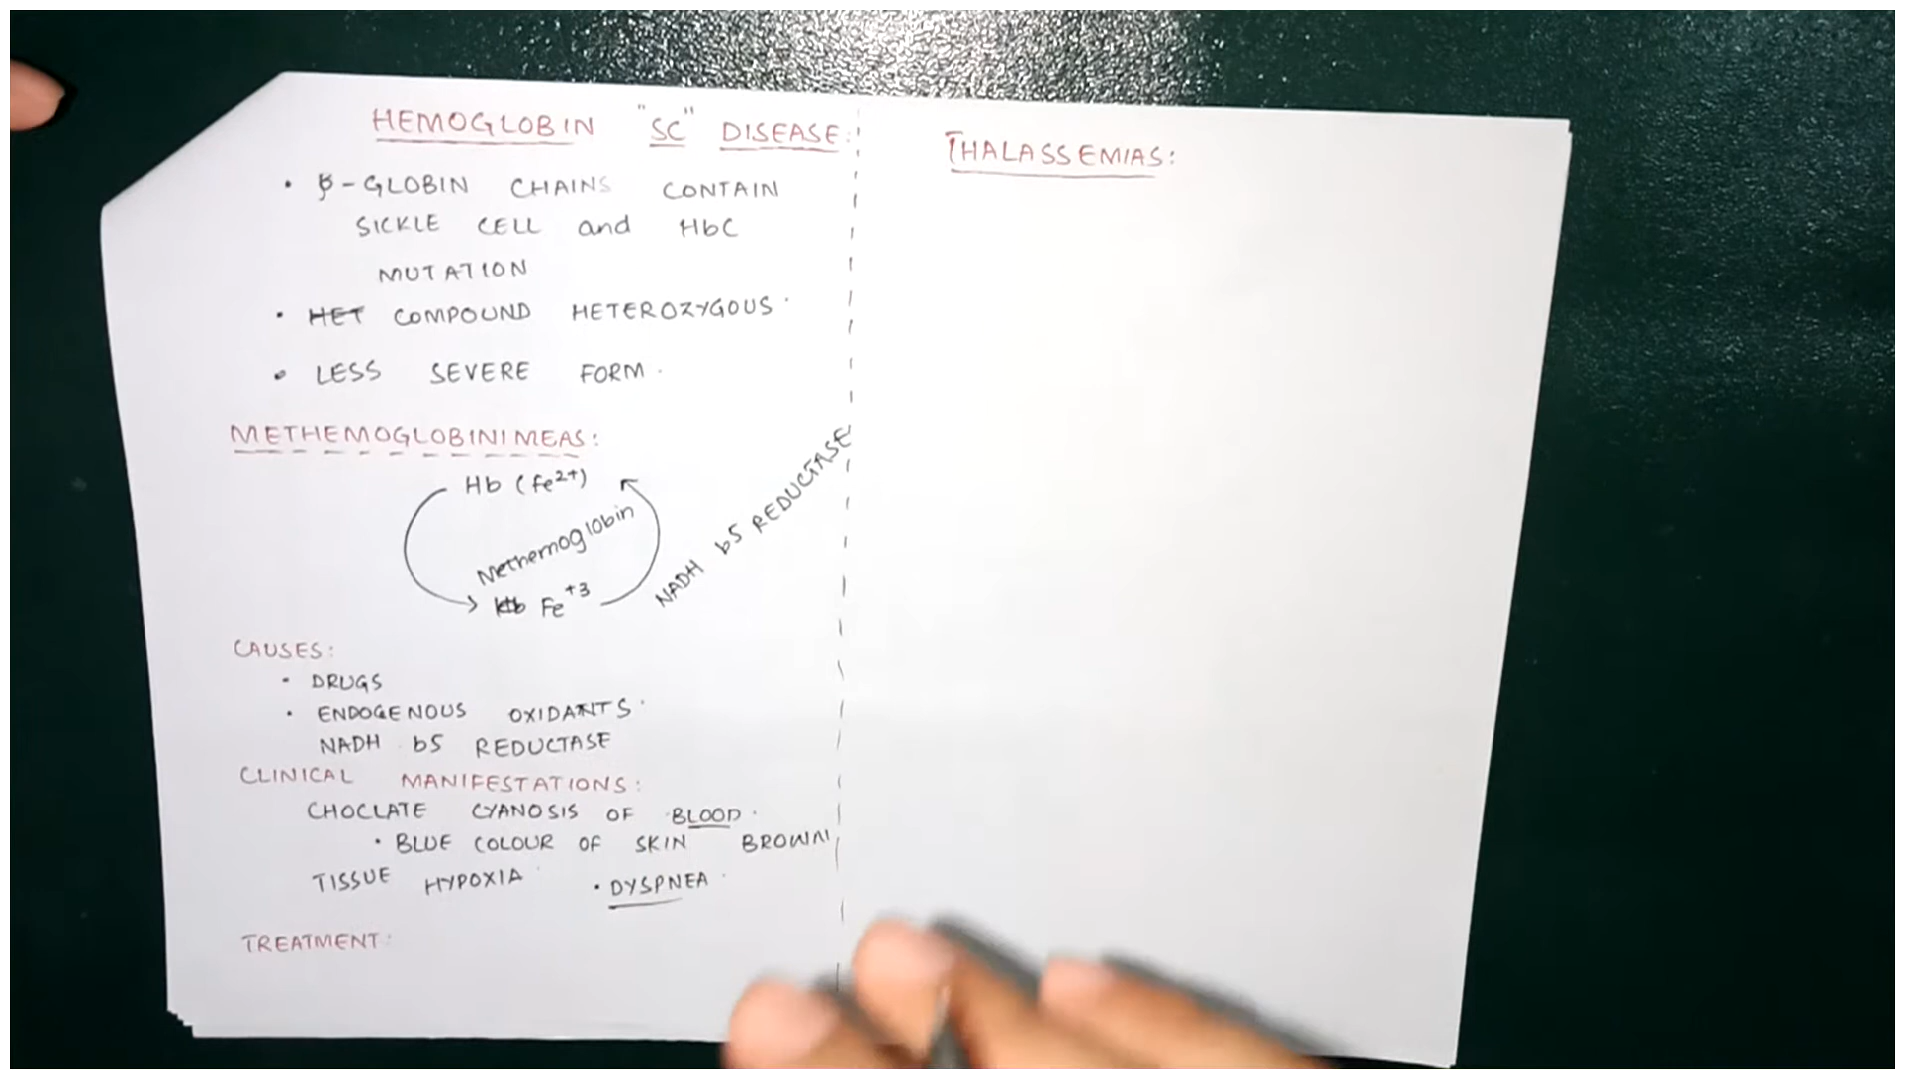 HEMOGLOBIN "SC" DISEASE:
• β-GLOBIN CHAINS CONTAIN
SICKLE CELL and HbC
MUTATION
• HET COMPOUND HETEROZYGOUS.
• LESS SEVERE FORM.
METHEMOGLOBINIMEAS:
Hb (Fe2+)
Methemoglobin
Fe+3
NADH b5 REDUCTASE
CAUSES:
• DRUGS
• ENDOGENOUS OXIDANTS.
NADH b5 REDUCTASE
CLINICAL MANIFESTATIONS:
CHOCLATE CYANOSIS OF BLOOD.
• BLUE COLOUR OF SKIN BROWN
TISSUE HYPOXIA. • DYSPNEA.
TREATMENT:
THALASSEMIAS: